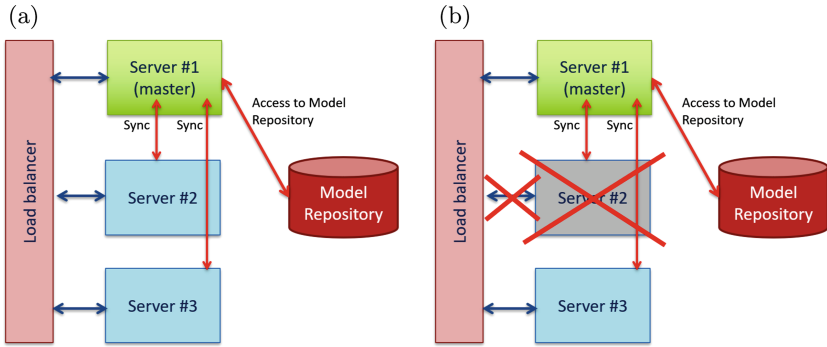 (a)
Load balancer
Server #1
(master)
Sync
Sync
Access to Model
Repository
Server #2
Model
Repository
Server #3
(b)
Load balancer
Server #1
(master)
Sync
Access to Model
Repository
Server #2
Model
Repository
Server #3